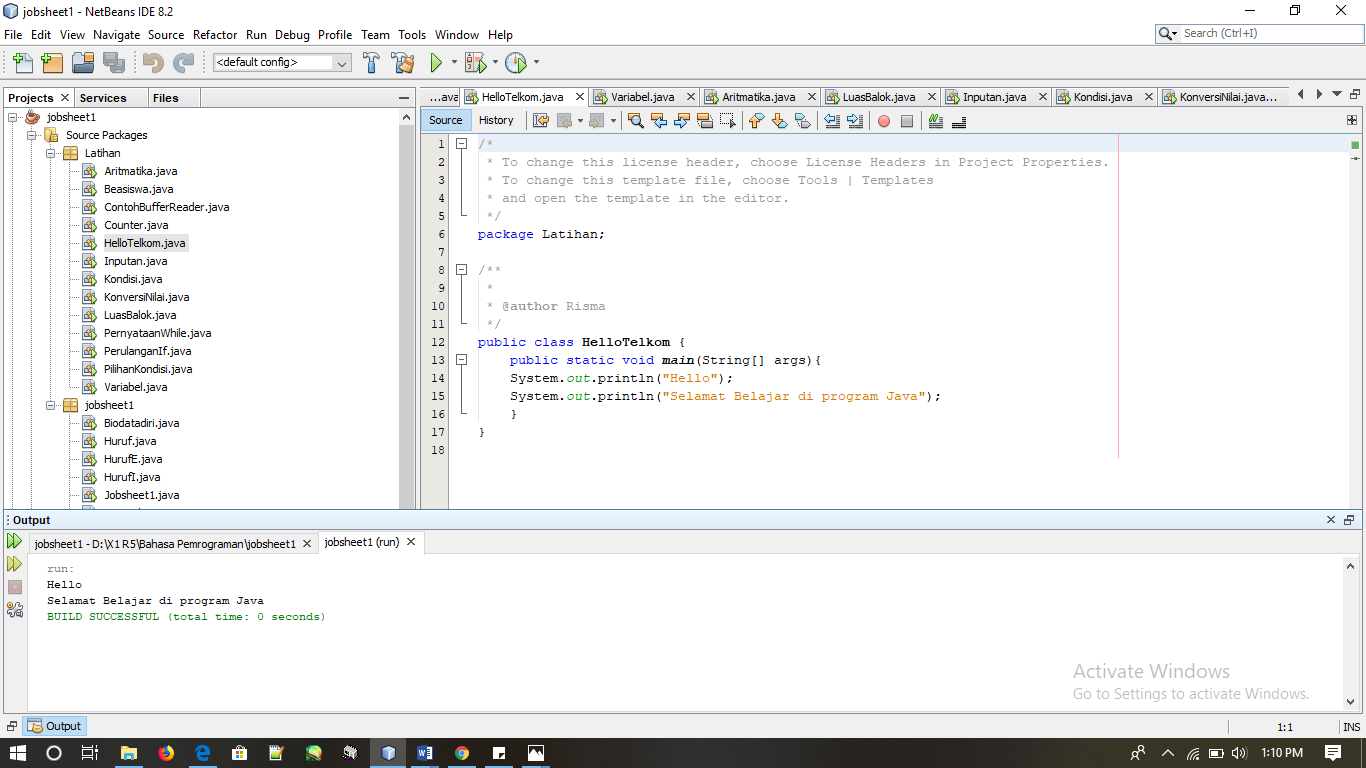 jobsheet1 - NetBeans IDE 8.2
File Edit View Navigate Source Refactor Run Debug Profile Team Tools Window Help
Search (Ctrl+I)
<default config>
Projects Services Files
...ava HelloTelkom.java Variabel.java Aritmatika.java LuasBalok.java Inputan.java Kondisi.java KonversiNilai.java...
Source History
jobsheet1
Source Packages
Latihan
Aritmatika.java
Beasiswa.java
ContohBufferReader.java
Counter.java
HelloTelkom.java
Inputan.java
Kondisi.java
KonversiNilai.java
LuasBalok.java
PernyataanWhile.java
PerulanganIf.java
PilihanKondisi.java
Variabel.java
jobsheet1
Biodatadiri.java
Huruf.java
HurufE.java
HurufI.java
Jobsheet1.java
1 /*
2 * To change this license header, choose License Headers in Project Properties.
3 * To change this template file, choose Tools | Templates
4 * and open the template in the editor.
5 */
6 package Latihan;
7
8 /**
9 *
10 * @author Risma
11 */
12 public class HelloTelkom {
13 public static void main(String[] args){
14 System.out.println("Hello");
15 System.out.println("Selamat Belajar di program Java");
16 }
17 }
18
Output
jobsheet1 - D:\X1 R5\Bahasa Pemrograman\jobsheet1 jobsheet1 (run)
run:
Hello
Selamat Belajar di program Java
BUILD SUCCESSFUL (total time: 0 seconds)
Activate Windows
Go to Settings to activate Windows.
Output
1:1 INS
1:10 PM